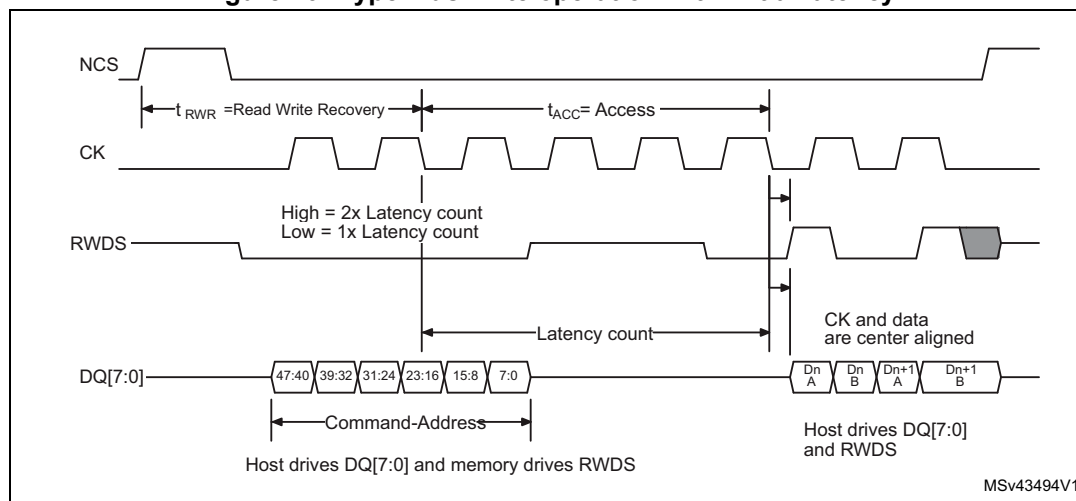 NCS
t RWR =Read Write Recovery
tACC= Access
CK
High = 2x Latency count
Low = 1x Latency count
RWDS
Latency count
CK and data
are center aligned
DQ[7:0]
47:40 39:32 31:24 23:16 15:8 7:0
Dn A Dn B Dn+1 A Dn+1 B
Command-Address
Host drives DQ[7:0]
and RWDS
Host drives DQ[7:0] and memory drives RWDS
MSv43494V1